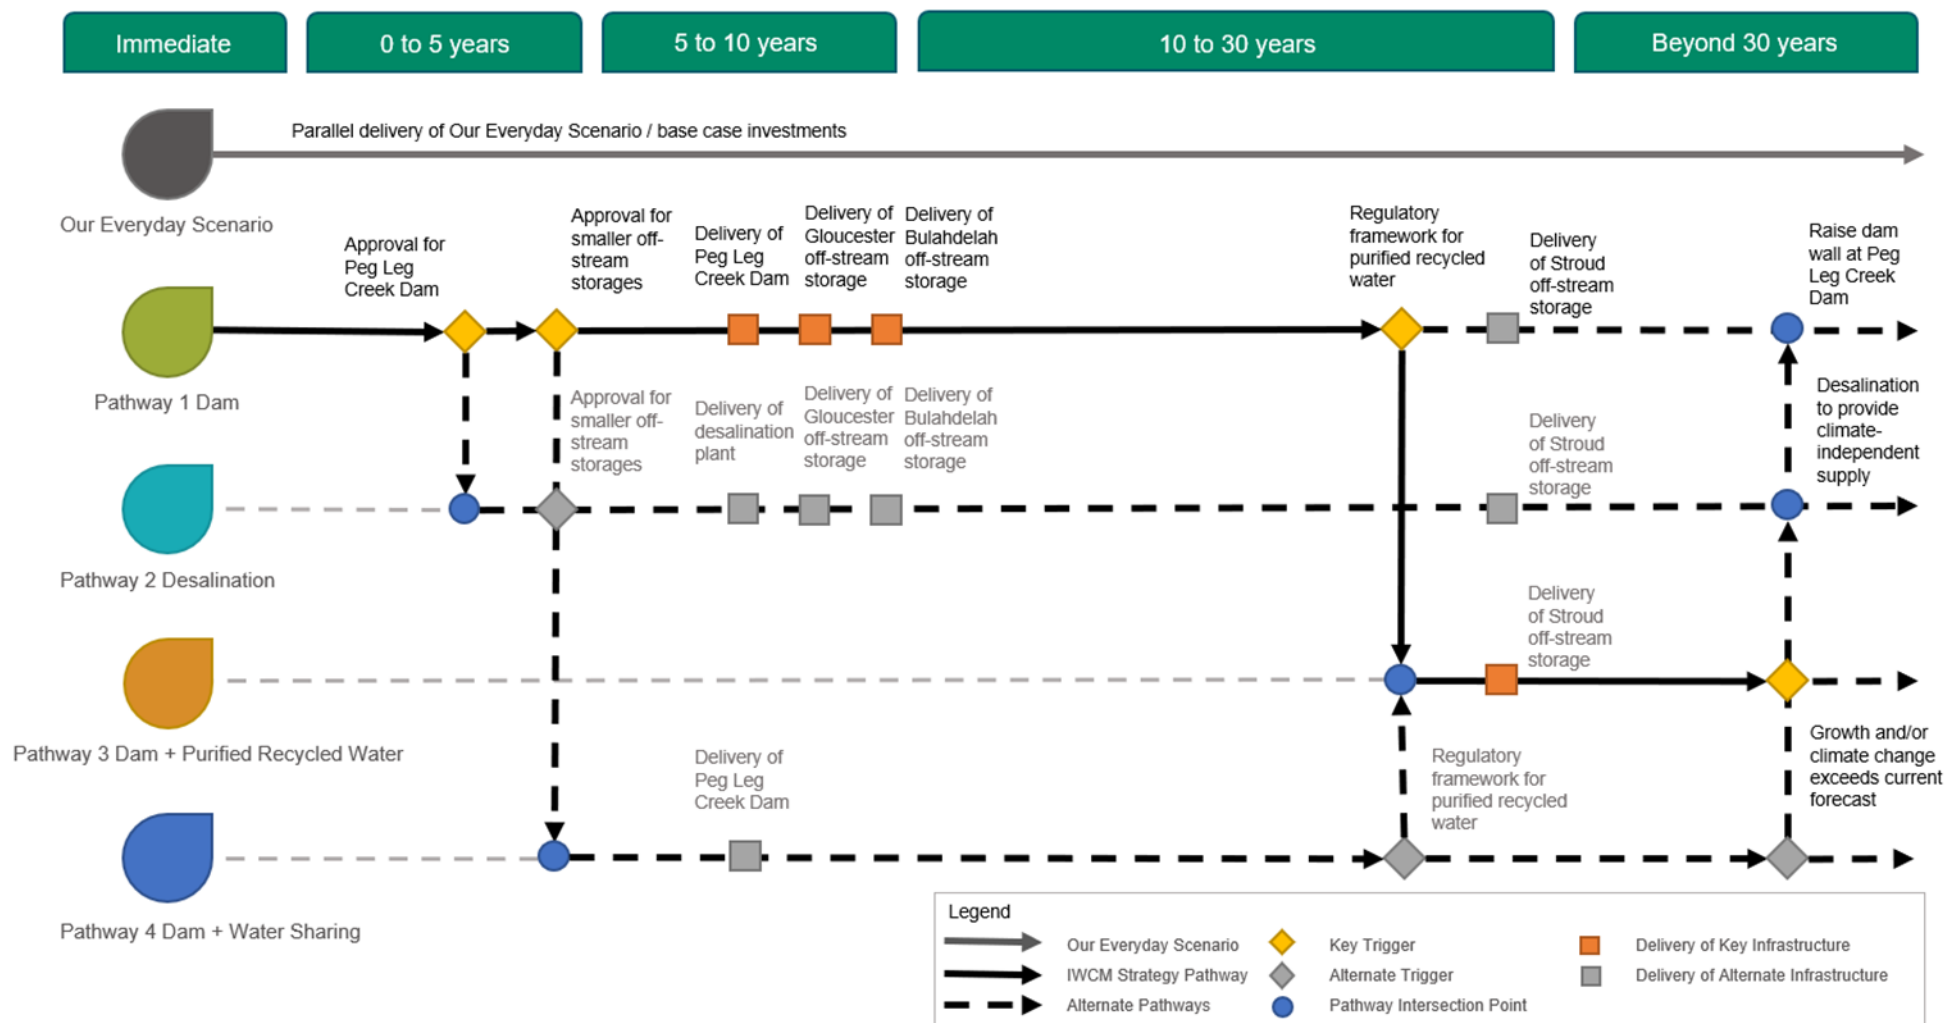 Immediate
0 to 5 years
5 to 10 years
10 to 30 years
Beyond 30 years
Parallel delivery of Our Everyday Scenario / base case investments
Our Everyday Scenario
Approval for
Peg Leg
Creek Dam
Approval for
smaller off-
stream
storages
Delivery of
Peg Leg
Creek Dam
Delivery of
Gloucester
off-stream
storage
Delivery of
Bulahdelah
off-stream
storage
Regulatory
framework for
purified recycled
water
Delivery
of Stroud
off-stream
storage
Raise dam
wall at Peg
Leg Creek
Dam
Pathway 1 Dam
Approval for
smaller off-
stream
storages
Delivery of
desalination
plant
Delivery of
Gloucester
off-stream
storage
Delivery of
Bulahdelah
off-stream
storage
Delivery
of Stroud
off-stream
storage
Desalination
to provide
climate-
independent
supply
Pathway 2 Desalination
Delivery
of Stroud
off-stream
storage
Pathway 3 Dam + Purified Recycled Water
Delivery of
Peg Leg
Creek Dam
Regulatory
framework for
purified recycled
water
Growth and/or
climate change
exceeds current
forecast
Pathway 4 Dam + Water Sharing
Legend
Our Everyday Scenario
Key Trigger
Delivery of Key Infrastructure
IWCM Strategy Pathway
Alternate Trigger
Delivery of Alternate Infrastructure
Alternate Pathways
Pathway Intersection Point